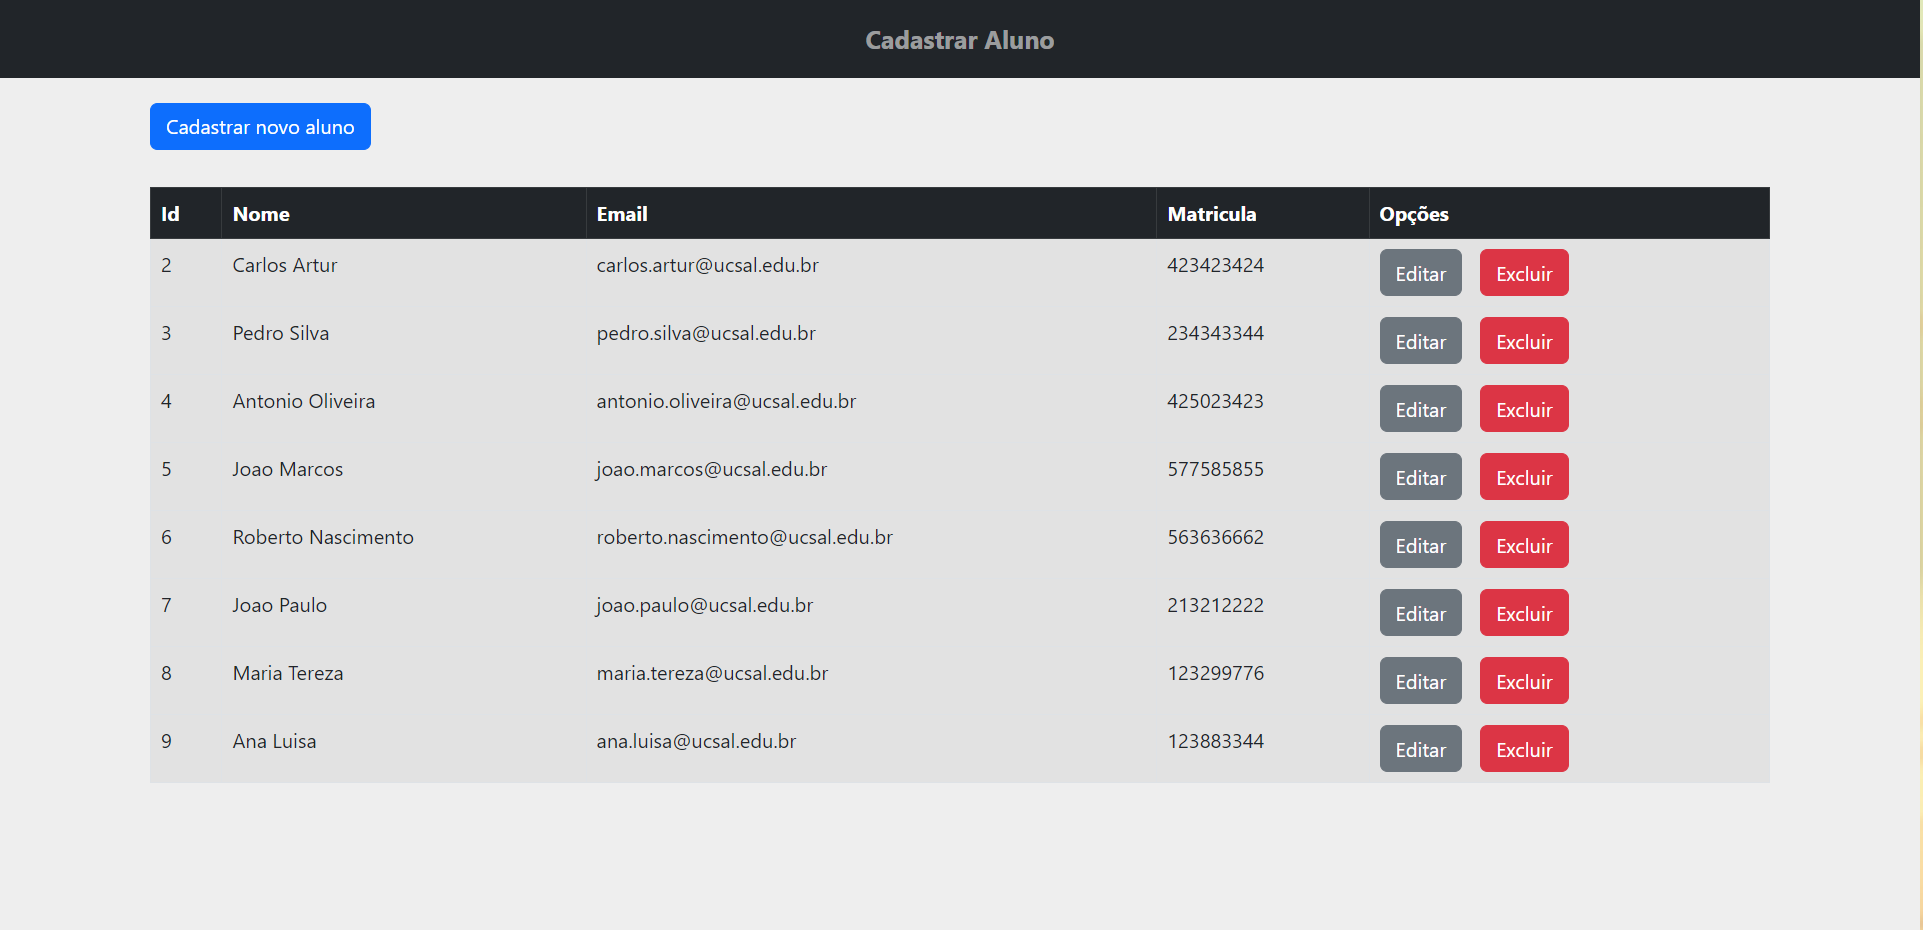 Cadastrar Aluno
Cadastrar novo aluno
Id Nome Email Matricula Opções
2 Carlos Artur carlos.artur@ucsal.edu.br 423423424 Editar Excluir
3 Pedro Silva pedro.silva@ucsal.edu.br 234343344 Editar Excluir
4 Antonio Oliveira antonio.oliveira@ucsal.edu.br 425023423 Editar Excluir
5 Joao Marcos joao.marcos@ucsal.edu.br 577585855 Editar Excluir
6 Roberto Nascimento roberto.nascimento@ucsal.edu.br 563636662 Editar Excluir
7 Joao Paulo joao.paulo@ucsal.edu.br 213212222 Editar Excluir
8 Maria Tereza maria.tereza@ucsal.edu.br 123299776 Editar Excluir
9 Ana Luisa ana.luisa@ucsal.edu.br 123883344 Editar Excluir